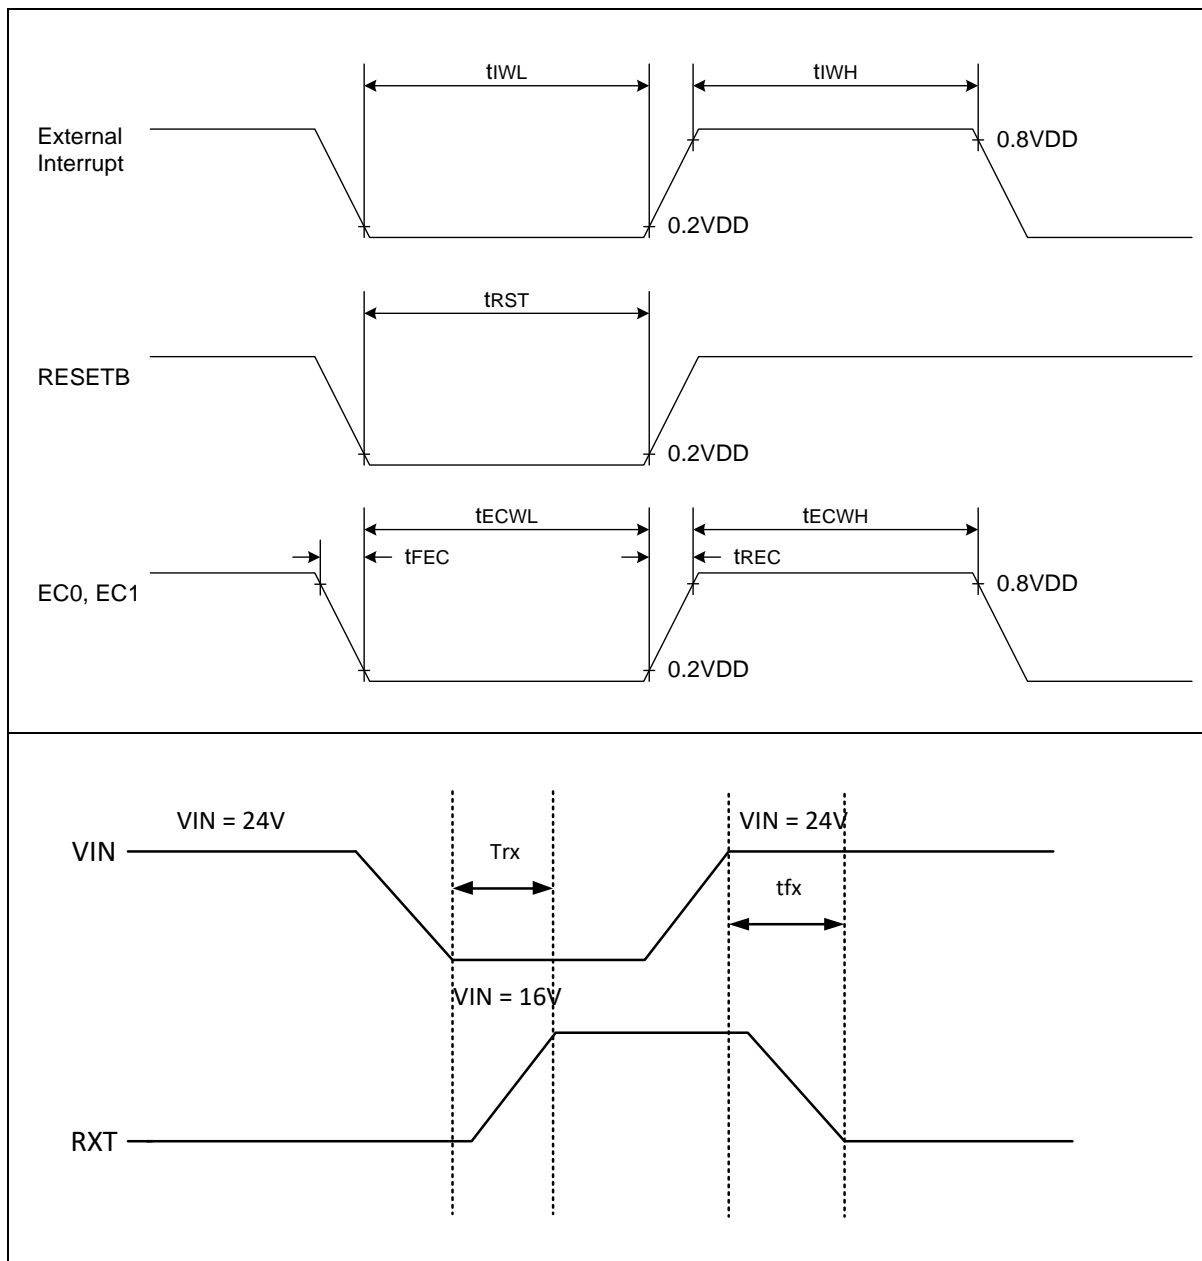 tIWL
tIWH
External
Interrupt
0.8VDD
0.2VDD
tRST
RESETB
0.2VDD
tECWL
tECWH
tFEC
tREC
EC0, EC1
0.8VDD
0.2VDD
VIN = 24V
VIN = 24V
VIN
Trx
tfx
VIN = 16V
RXT